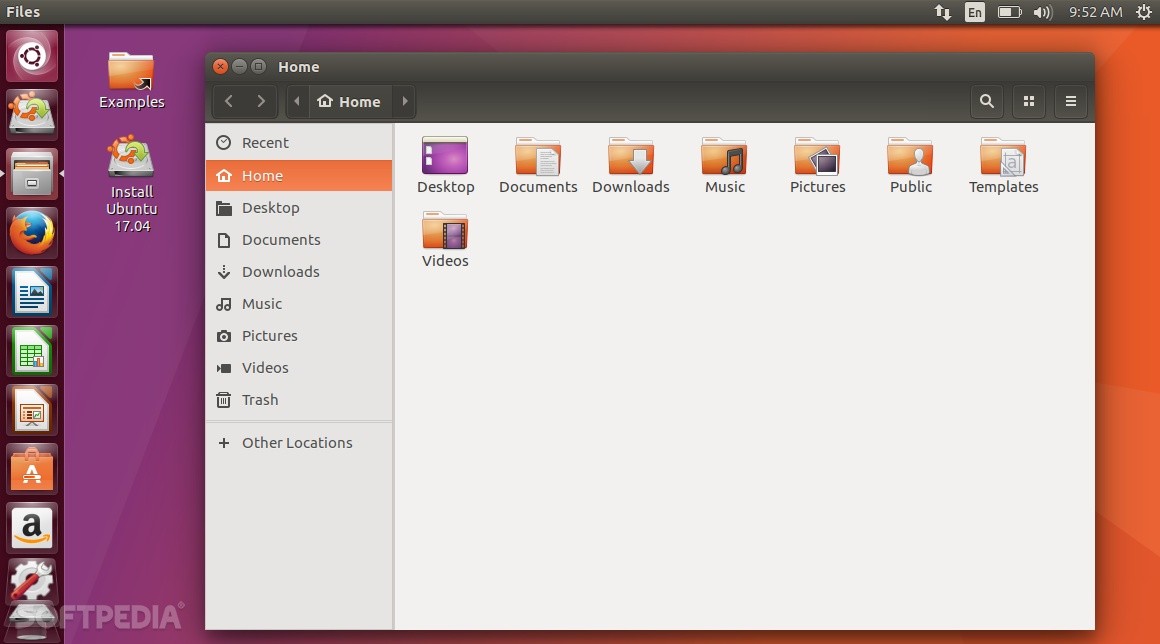 Files
En
9:52 AM
Examples
Install
Ubuntu
17.04
Home
Home
Recent
Home
Desktop
Documents
Downloads
Music
Pictures
Videos
Trash
Other Locations
Desktop Documents Downloads Music Pictures Public Templates
Videos
a
SOFTPEDIA®